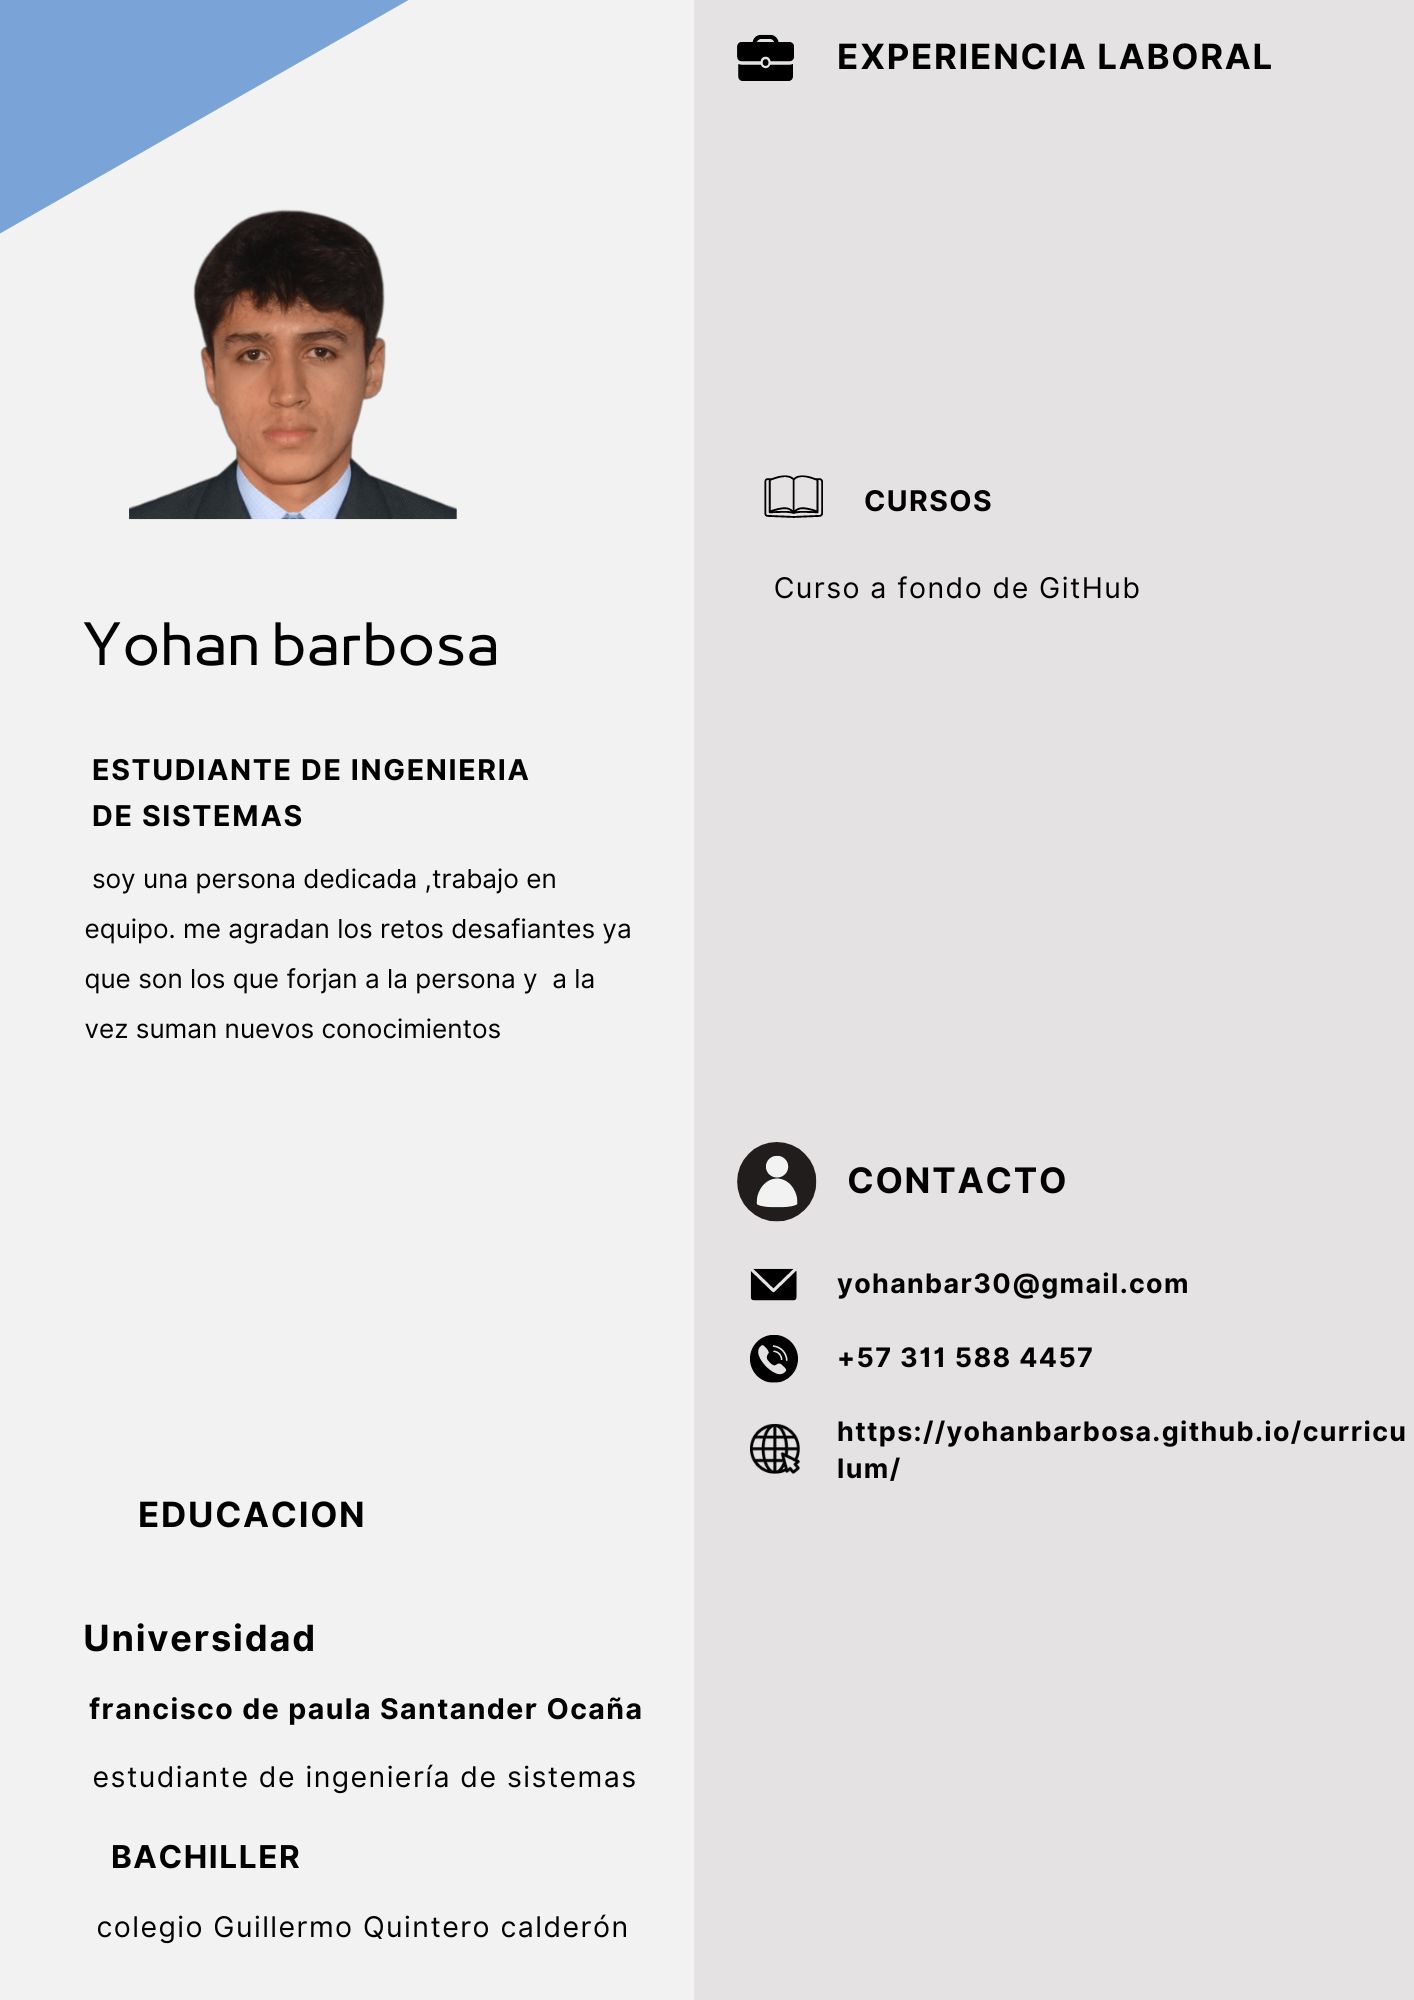 Yohan barbosa
ESTUDIANTE DE INGENIERIA
DE SISTEMAS
soy una persona dedicada ,trabajo en
equipo. me agradan los retos desafiantes ya
que son los que forjan a la persona y  a la
vez suman nuevos conocimientos
EDUCACION
Universidad
francisco de paula Santander Ocaña
estudiante de ingeniería de sistemas
BACHILLER
colegio Guillermo Quintero calderón
EXPERIENCIA LABORAL
CURSOS
Curso a fondo de GitHub
CONTACTO
yohanbar30@gmail.com
+57 311 588 4457
https://yohanbarbosa.github.io/curricu
lum/